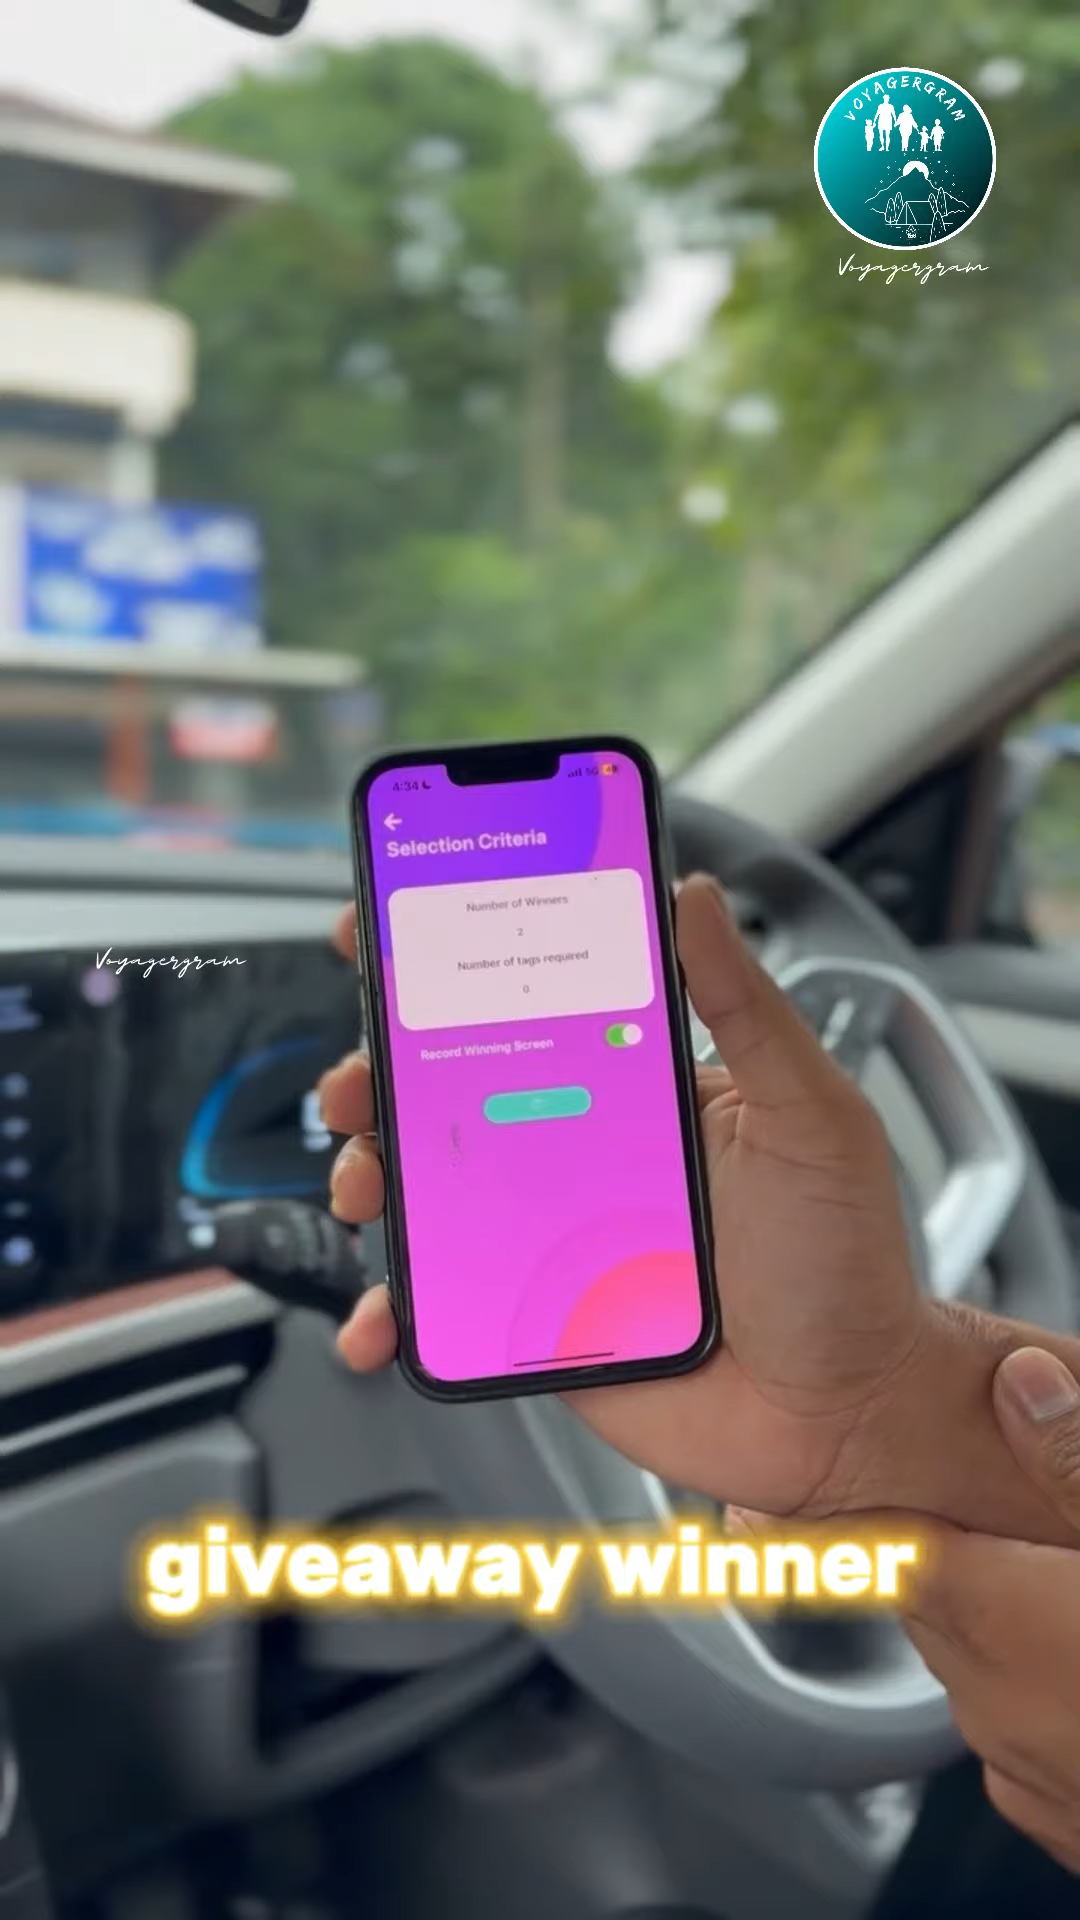 VOYAGERGRAM
Voyagergram
4:34
5G
Selection Criteria
Number of Winners
2
Number of tags required
0
Voyagergram
Record Winning Screen
giveaway winner